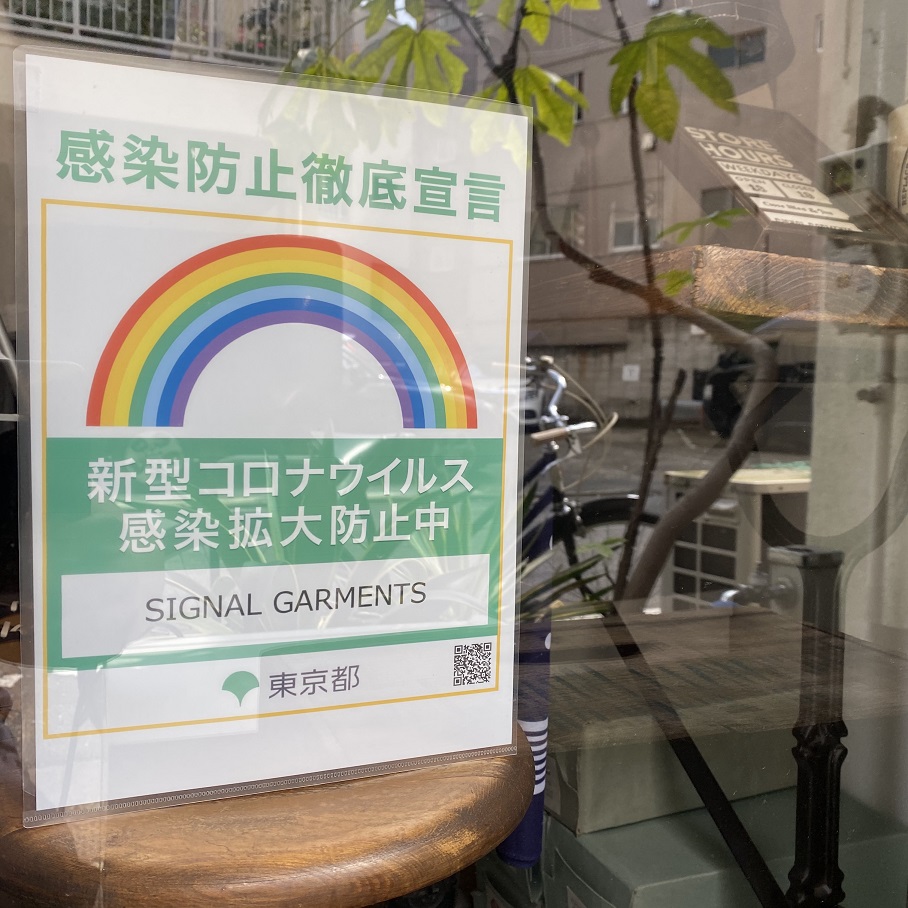 感染防止徹底宣言
新型コロナウイルス
感染拡大防止中
SIGNAL GARMENTS
東京都
STORE
HOURS
WEEKDAYS